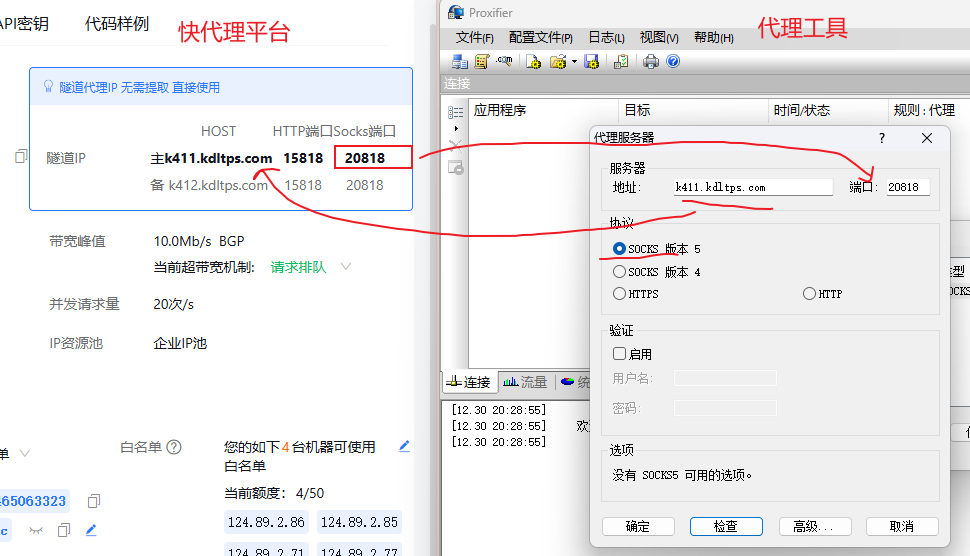 API密钥
代码样例
快代理平台
隧道代理IP 无需提取 直接使用
HOST HTTP端口 Socks端口
隧道IP
主k411.kdltps.com 15818 20818
备 k412.kdltps.com 15818 20818
带宽峰值 10.0Mb/s BGP
当前超带宽机制: 请求排队
并发请求量 20次/s
IP资源池 企业IP池
单
白名单
您的如下4台机器可使用
白名单
当前额度: 4/50
465063323
124.89.2.86 124.89.2.85
c
124.89.2.71 124.89.2.77
Proxifier
代理工具
文件(F) 配置文件(P) 日志(L) 视图(V) 帮助(H)
连接
应用程序 目标 时间/状态 规则 : 代理
代理服务器
服务器
地址: k411.kdltps.com 端口: 20818
协议
SOCKS 版本 5
SOCKS 版本 4
HTTPS HTTP
验证
启用
用户名:
密码:
选项
没有 SOCKS5 可用的选项。
确定 检查 高级... 取消
连接 流量 统
[12.30 20:28:55]
[12.30 20:28:55] 欢
[12.30 20:28:55]
类型
SOCKS